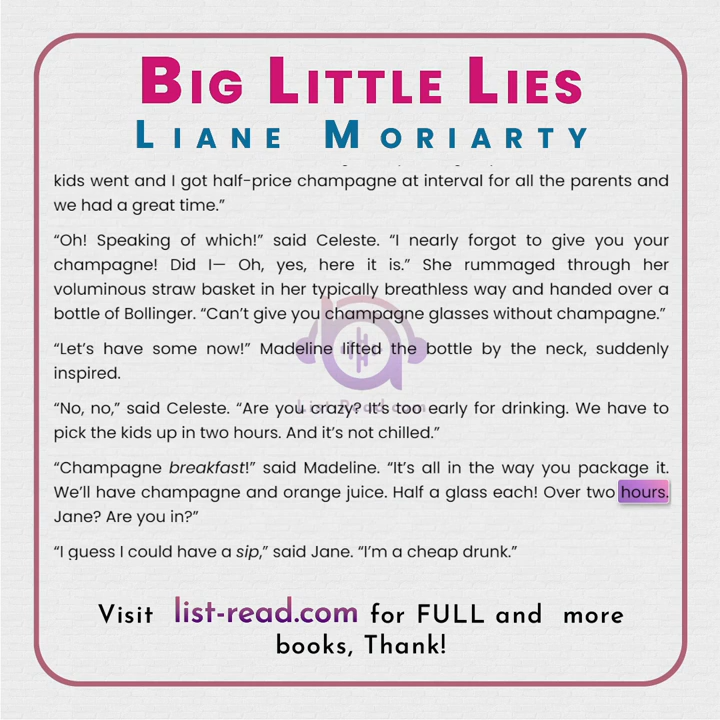 BIG LITTLE LIES
LIANE MORIARTY
kids went and I got half-price champagne at interval for all the parents and
we had a great time.”
“Oh! Speaking of which!” said Celeste. “I nearly forgot to give you your
champagne! Did I— Oh, yes, here it is.” She rummaged through her
voluminous straw basket in her typically breathless way and handed over a
bottle of Bollinger. “Can’t give you champagne glasses without champagne.”
“Let’s have some now!” Madeline lifted the bottle by the neck, suddenly
inspired.
“No, no,” said Celeste. “Are you crazy? It’s too early for drinking. We have to
List-Read.com
pick the kids up in two hours. And it’s not chilled.”
“Champagne breakfast!” said Madeline. “It’s all in the way you package it.
We’ll have champagne and orange juice. Half a glass each! Over two hours.
Jane? Are you in?”
“I guess I could have a sip,” said Jane. “I’m a cheap drunk.”
Visit list-read.com for FULL and more
books, Thank!